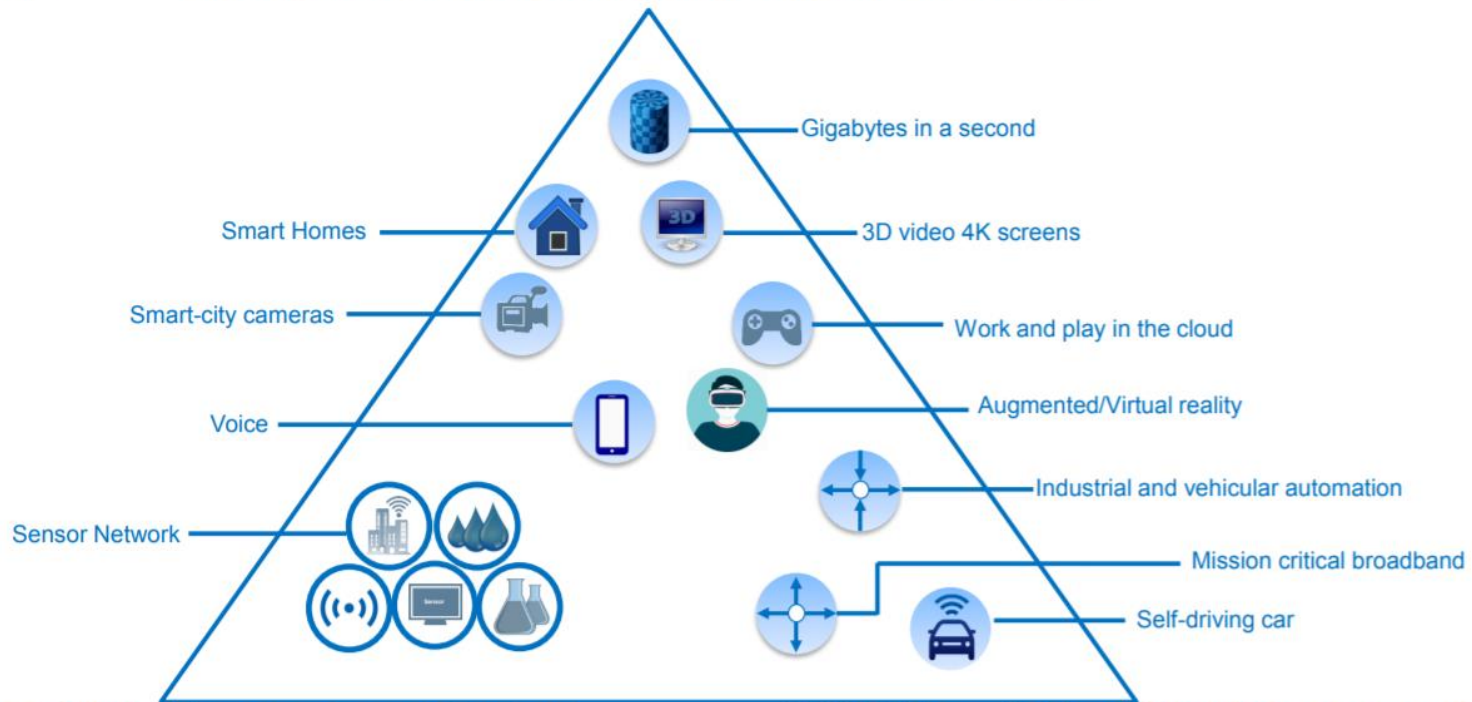 Gigabytes in a second
Smart Homes
3D
3D video 4K screens
Smart-city cameras
Work and play in the cloud
Voice
Augmented/Virtual reality
Industrial and vehicular automation
Sensor Network
Mission critical broadband
Sensor
Self-driving car